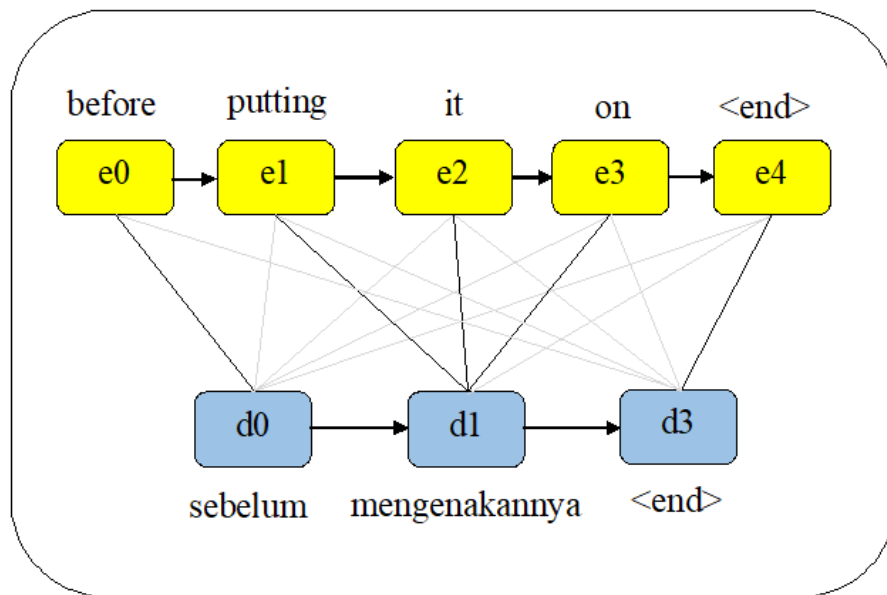 before putting it on <end>
e0 e1 e2 e3 e4
d0 d1 d3
sebelum mengenakannya <end>